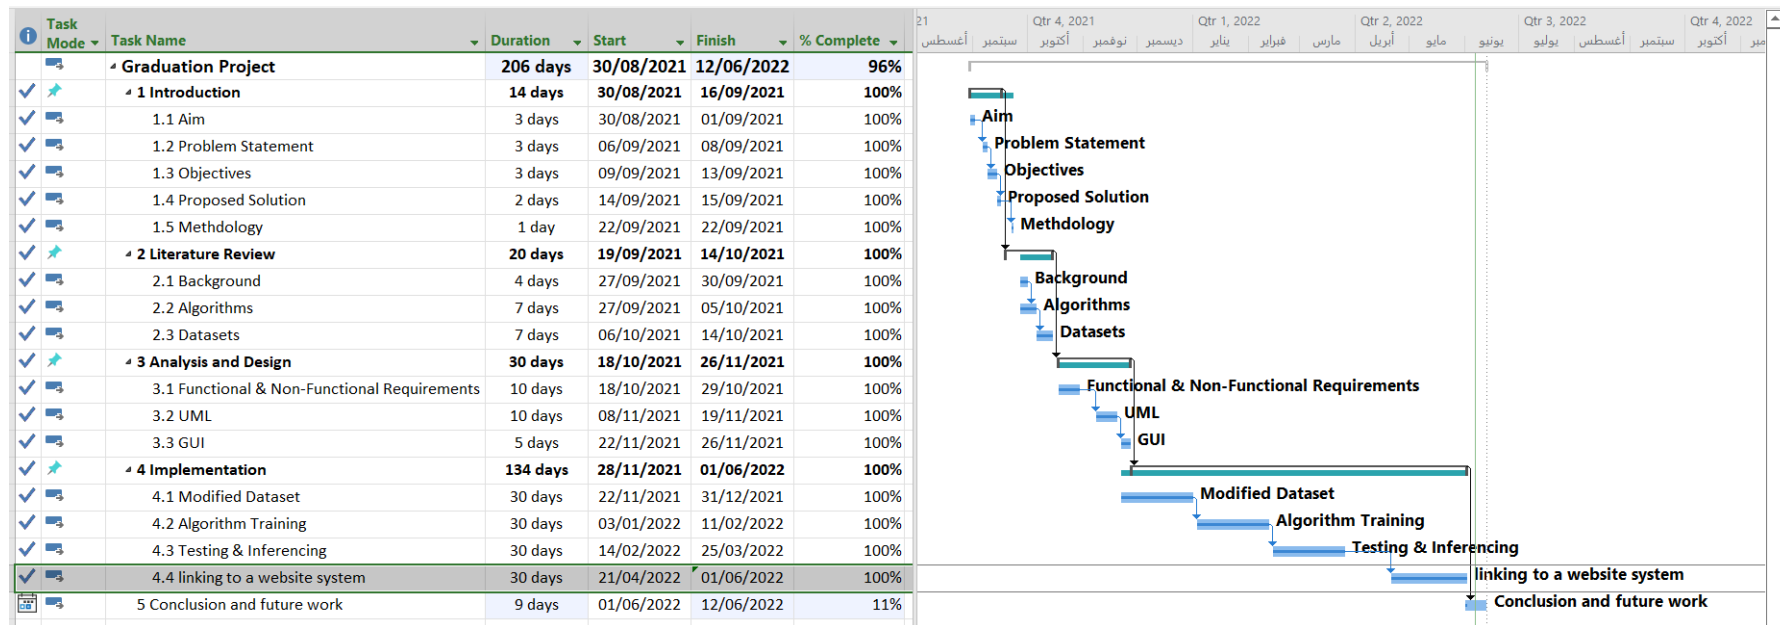 Task Mode Task Name Duration Start Finish % Complete
21 Qtr 4, 2021 Qtr 1, 2022 Qtr 2, 2022 Qtr 3, 2022 Qtr 4, 2022
أغسطس سبتمبر أكتوبر نوفمبر ديسمبر يناير فبراير مارس أبريل مايو يونيو يوليو أغسطس سبتمبر أكتوبر
Graduation Project 206 days 30/08/2021 12/06/2022 96%
1 Introduction 14 days 30/08/2021 16/09/2021 100%
1.1 Aim 3 days 30/08/2021 01/09/2021 100% Aim
1.2 Problem Statement 3 days 06/09/2021 08/09/2021 100% Problem Statement
1.3 Objectives 3 days 09/09/2021 13/09/2021 100% Objectives
1.4 Proposed Solution 2 days 14/09/2021 15/09/2021 100% Proposed Solution
1.5 Methdology 1 day 22/09/2021 22/09/2021 100% Methdology
2 Literature Review 20 days 19/09/2021 14/10/2021 100%
2.1 Background 4 days 27/09/2021 30/09/2021 100% Background
2.2 Algorithms 7 days 27/09/2021 05/10/2021 100% Algorithms
2.3 Datasets 7 days 06/10/2021 14/10/2021 100% Datasets
3 Analysis and Design 30 days 18/10/2021 26/11/2021 100%
3.1 Functional & Non-Functional Requirements 10 days 18/10/2021 29/10/2021 100% Functional & Non-Functional Requirements
3.2 UML 10 days 08/11/2021 19/11/2021 100% UML
3.3 GUI 5 days 22/11/2021 26/11/2021 100% GUI
4 Implementation 134 days 28/11/2021 01/06/2022 100%
4.1 Modified Dataset 30 days 22/11/2021 31/12/2021 100% Modified Dataset
4.2 Algorithm Training 30 days 03/01/2022 11/02/2022 100% Algorithm Training
4.3 Testing & Inferencing 30 days 14/02/2022 25/03/2022 100% Testing & Inferencing
4.4 linking to a website system 30 days 21/04/2022 01/06/2022 100% linking to a website system
5 Conclusion and future work 9 days 01/06/2022 12/06/2022 11% Conclusion and future work